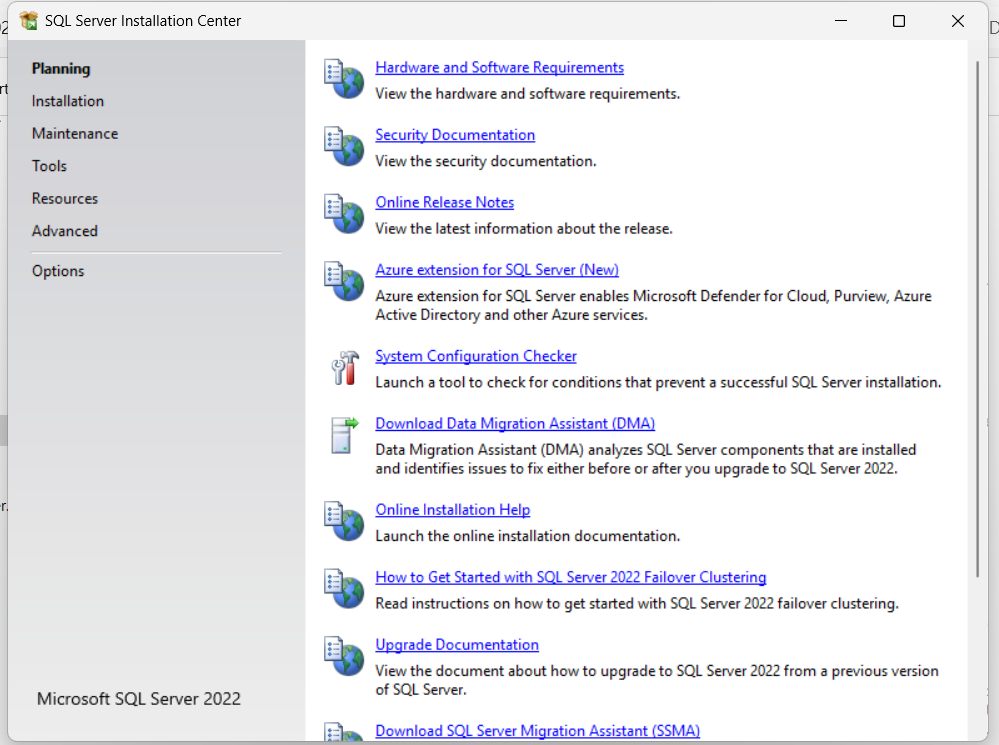 SQL Server Installation Center
Planning
Installation
Maintenance
Tools
Resources
Advanced
Options
Microsoft SQL Server 2022
Hardware and Software Requirements
View the hardware and software requirements.
Security Documentation
View the security documentation.
Online Release Notes
View the latest information about the release.
Azure extension for SQL Server (New)
Azure extension for SQL Server enables Microsoft Defender for Cloud, Purview, Azure
Active Directory and other Azure services.
System Configuration Checker
Launch a tool to check for conditions that prevent a successful SQL Server installation.
Download Data Migration Assistant (DMA)
Data Migration Assistant (DMA) analyzes SQL Server components that are installed
and identifies issues to fix either before or after you upgrade to SQL Server 2022.
Online Installation Help
Launch the online installation documentation.
How to Get Started with SQL Server 2022 Failover Clustering
Read instructions on how to get started with SQL Server 2022 failover clustering.
Upgrade Documentation
View the document about how to upgrade to SQL Server 2022 from a previous version
of SQL Server.
Download SQL Server Migration Assistant (SSMA)